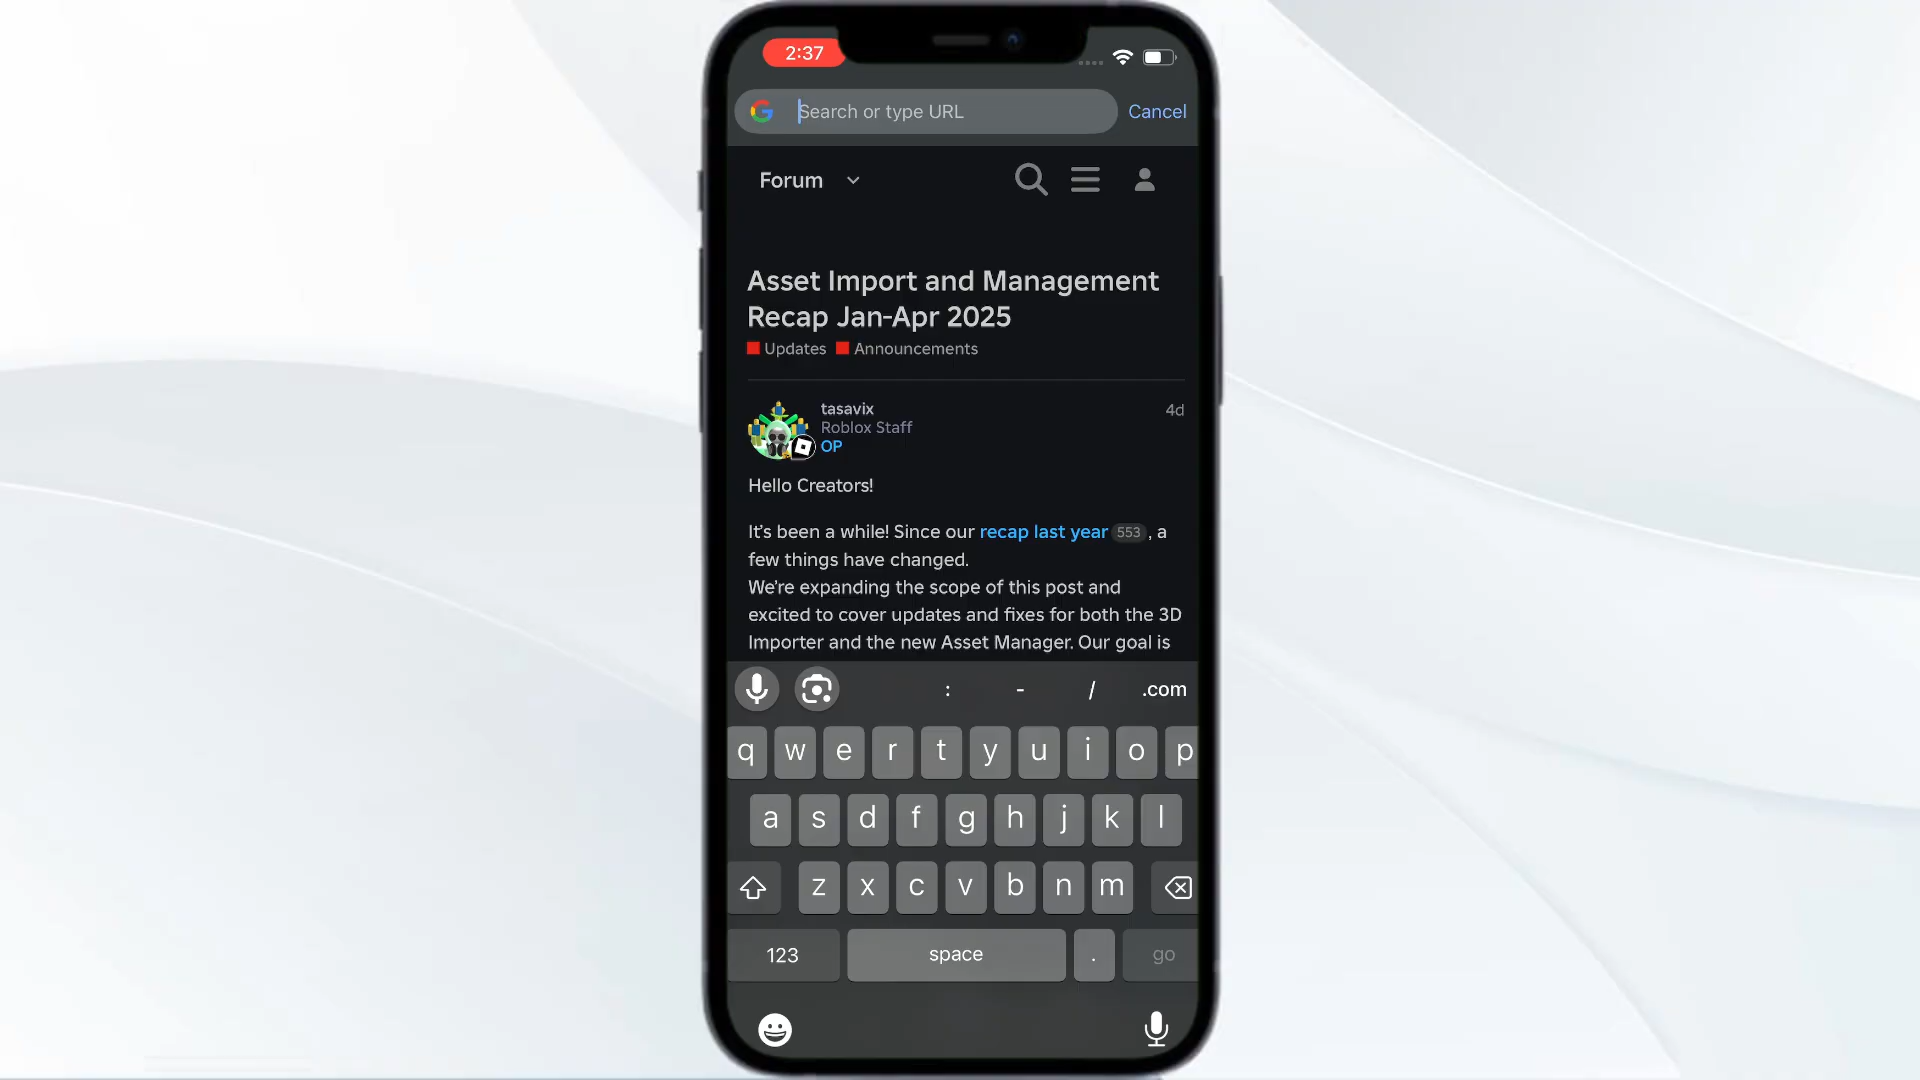 2:37
Search or type URL
Cancel
Forum
Asset Import and Management
Recap Jan-Apr 2025
Updates Announcements
tasavix
4d
Roblox Staff
OP
Hello Creators!
It's been a while! Since our recap last year 553 , a
few things have changed.
We're expanding the scope of this post and
excited to cover updates and fixes for both the 3D
Importer and the new Asset Manager. Our goal is
: - / .com
q w e r t y u i o p
a s d f g h j k l
z x c v b n m
123 space . go